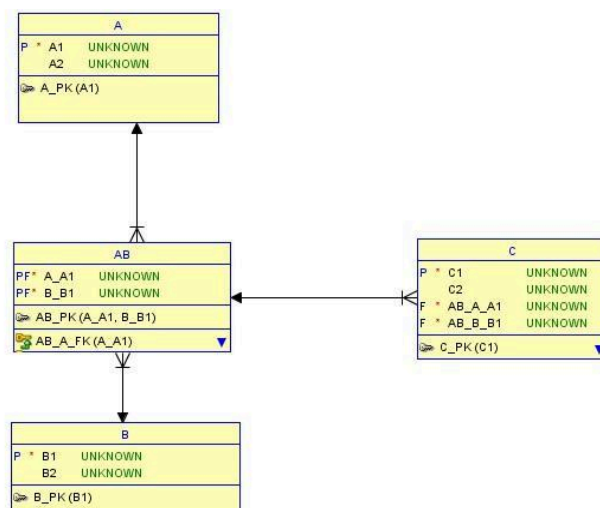 A
P * A1 UNKNOWN
A2 UNKNOWN
A_PK (A1)
AB
PF* A_A1 UNKNOWN
PF* B_B1 UNKNOWN
AB_PK (A_A1, B_B1)
AB_A_FK (A_A1)
C
P * C1 UNKNOWN
C2 UNKNOWN
F * AB_A_A1 UNKNOWN
F * AB_B_B1 UNKNOWN
C_PK (C1)
B
P * B1 UNKNOWN
B2 UNKNOWN
B_PK (B1)